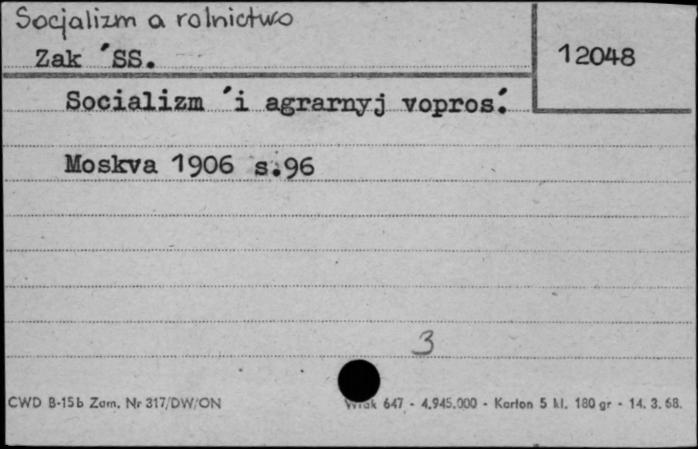 Socjalizm a rolnictwo
Zak ´SS.
12048
Socializm ´i agrarnyj vopros.´
Moskva 1906 s.96
3
CWD B-15b Zam. Nr 317/DW/ON
647 - 4.945.000 - Karton 5 kl. 180 gr - 14. 3. 68.